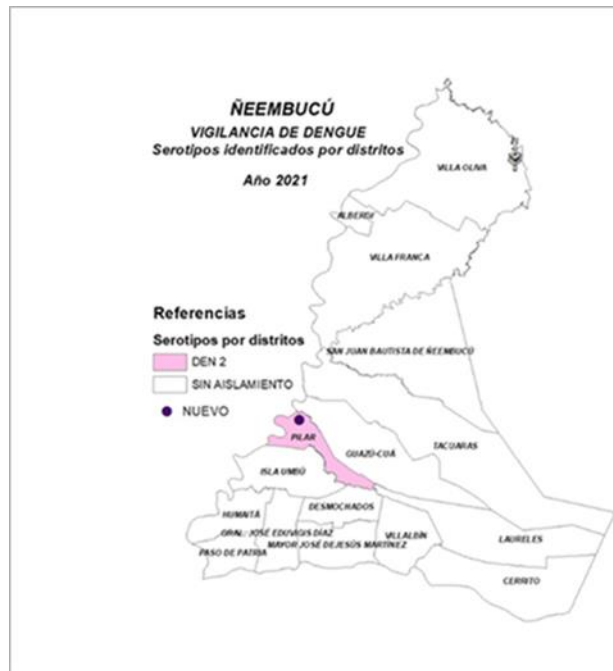 ÑEEMBUCÚ
VIGILANCIA DE DENGUE
Serotipos identificados por distritos
Año 2021
VILLA OLIVA
ALBERDI
VILLA FRANCA
Referencias
Serotipos por distritos
DEN 2
SIN AISLAMIENTO
NUEVO
SAN JUAN BAUTISTA DE ÑEEMBUCÚ
PILAR
GUAZÚ-CUÁ
TACUARAS
ISLA UMBÚ
DESMOCHADOS
HUMAITÁ
GRAL. JOSÉ EDUVIGIS DÍAZ
VILLALBÍN
LAURELES
PASO DE PATRIA
MAYOR JOSÉ DEJESÚS MARTÍNEZ
CERRITO